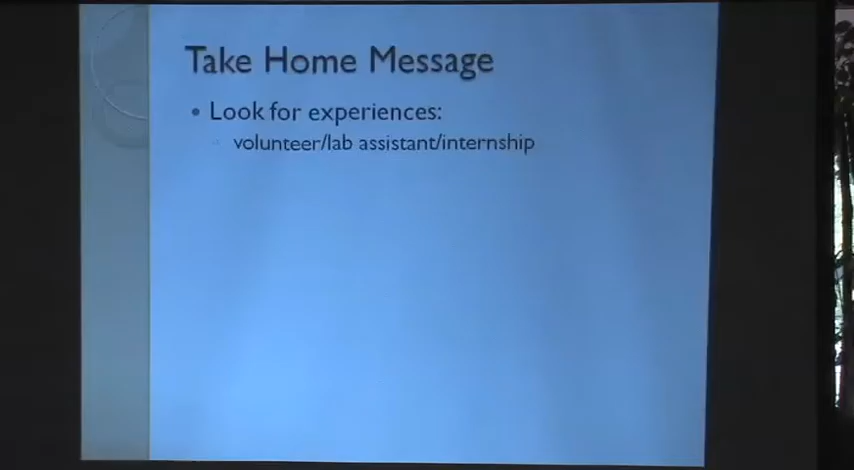 Take Home Message
• Look for experiences:
◦ volunteer/lab assistant/internship